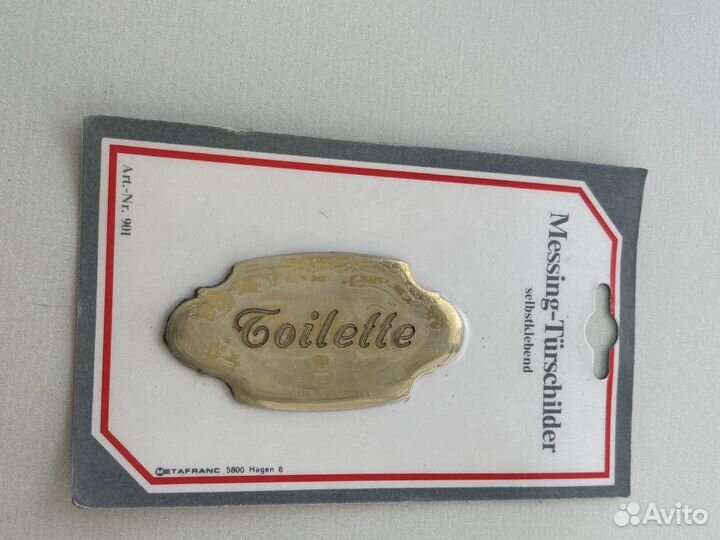 Messing-Türschilder
selbstklebend
Toilette
Art.-Nr. 901
METAFRANC 5800 Hagen 8
Avito